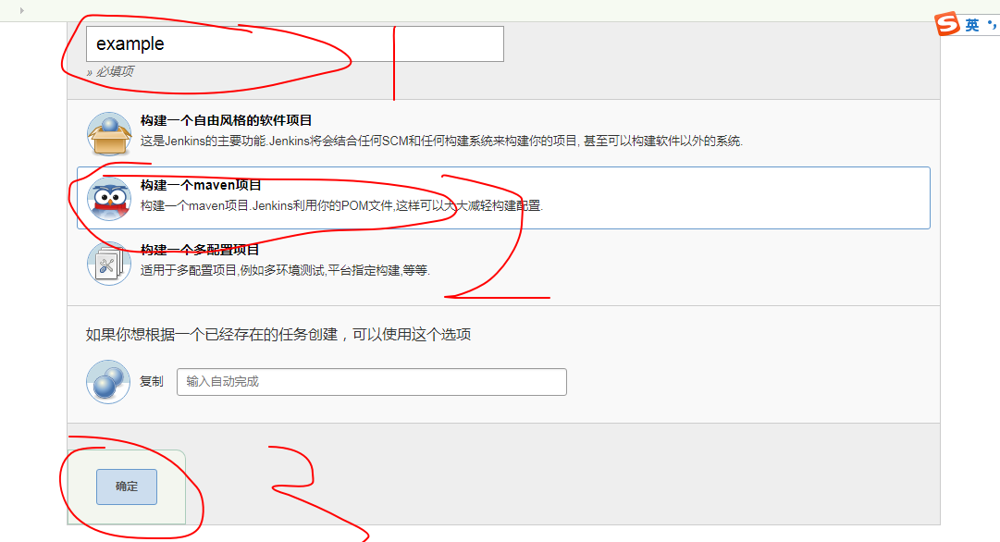 example
» 必填项
构建一个自由风格的软件项目
这是Jenkins的主要功能.Jenkins将会结合任何SCM和任何构建系统来构建你的项目, 甚至可以构建软件以外的系统.
构建一个maven项目
构建一个maven项目.Jenkins利用你的POM文件,这样可以大大减轻构建配置.
构建一个多配置项目
适用于多配置项目,例如多环境测试,平台指定构建,等等.
如果你想根据一个已经存在的任务创建，可以使用这个选项
复制
输入自动完成
确定
S 英
1
2
3